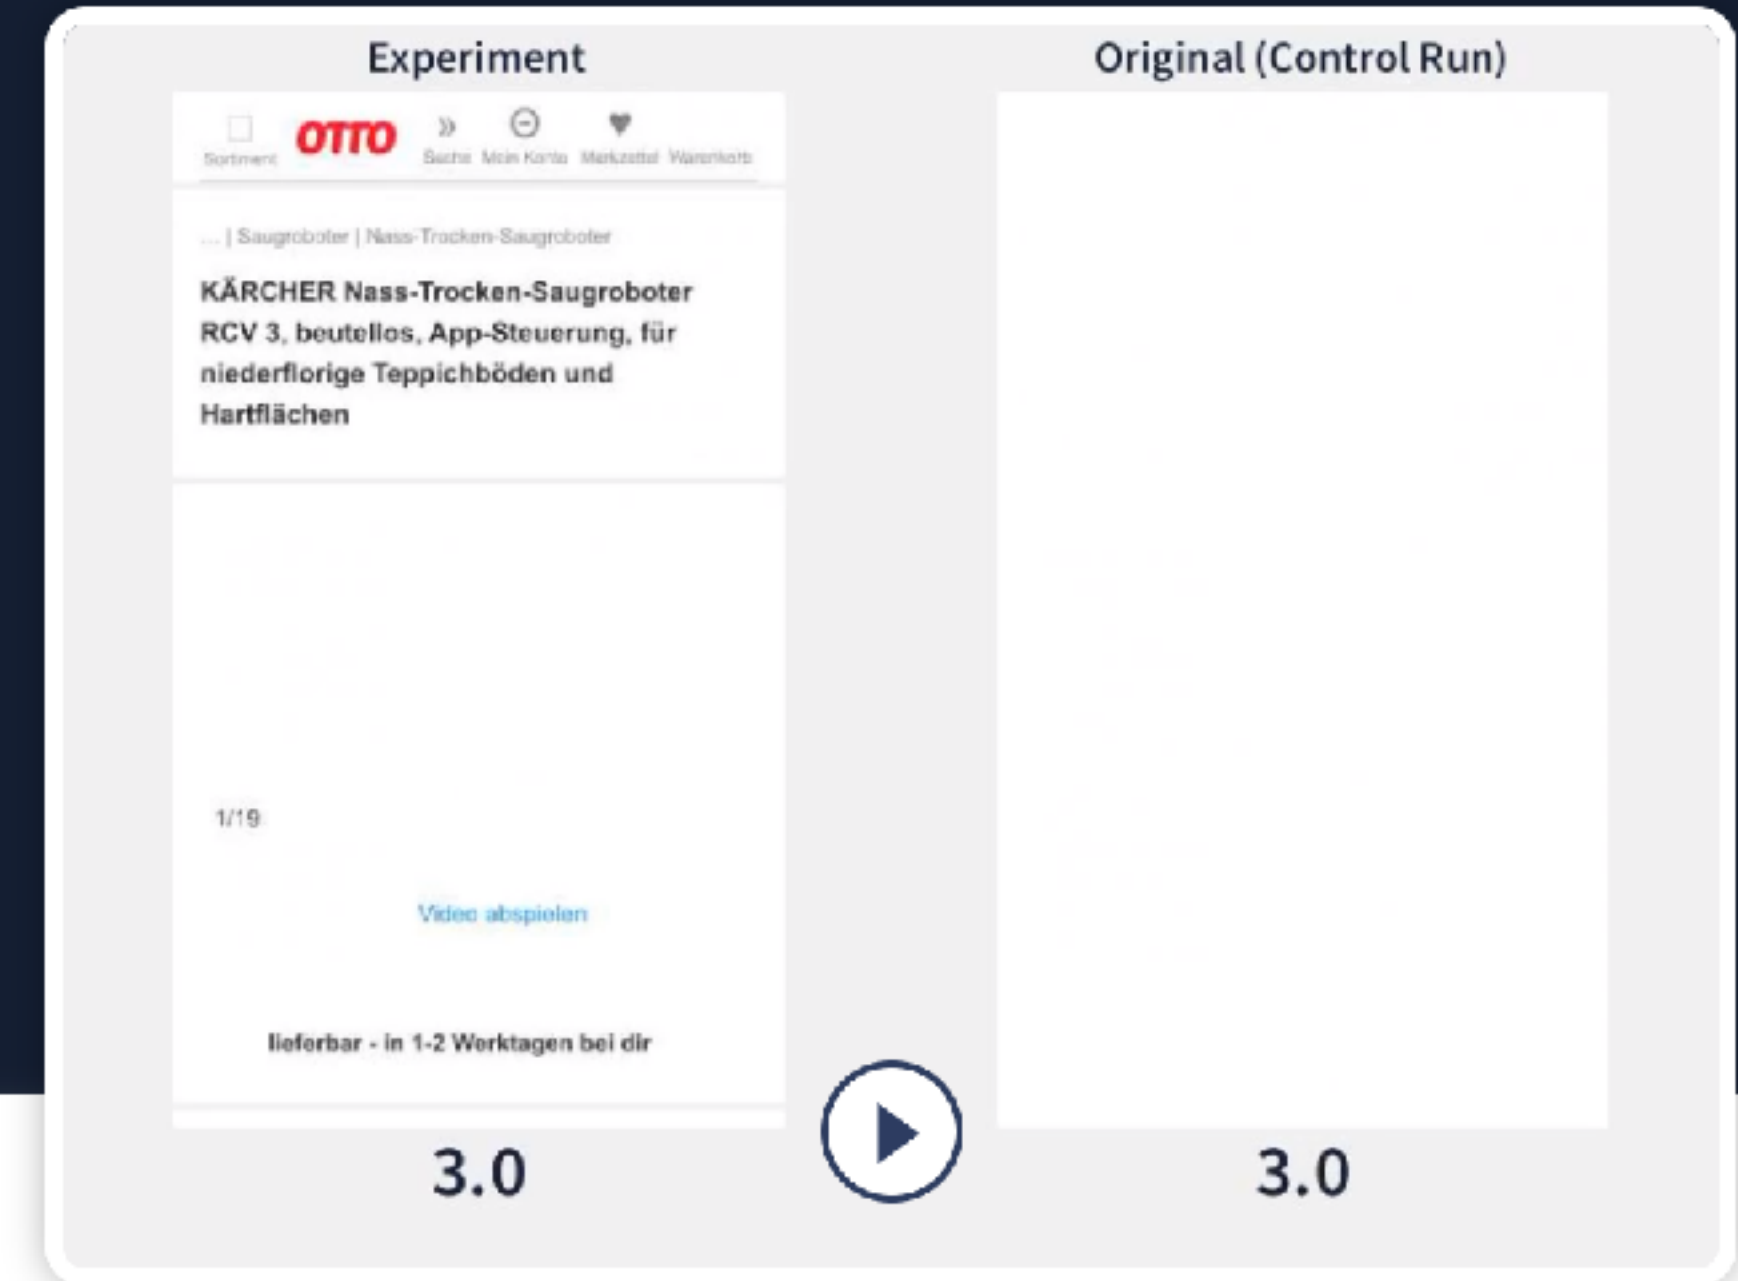 Experiment
Original (Control Run)
OTTO
Sortiment
Suche Mein Konto Merkzettel Warenkorb
... | Saugroboter | Nass-Trocken-Saugroboter
KÄRCHER Nass-Trocken-Saugroboter
RCV 3, beutellos, App-Steuerung, für
niederflorige Teppichböden und
Hartflächen
1/19
Video abspielen
lieferbar - in 1-2 Werktagen bei dir
3.0
3.0